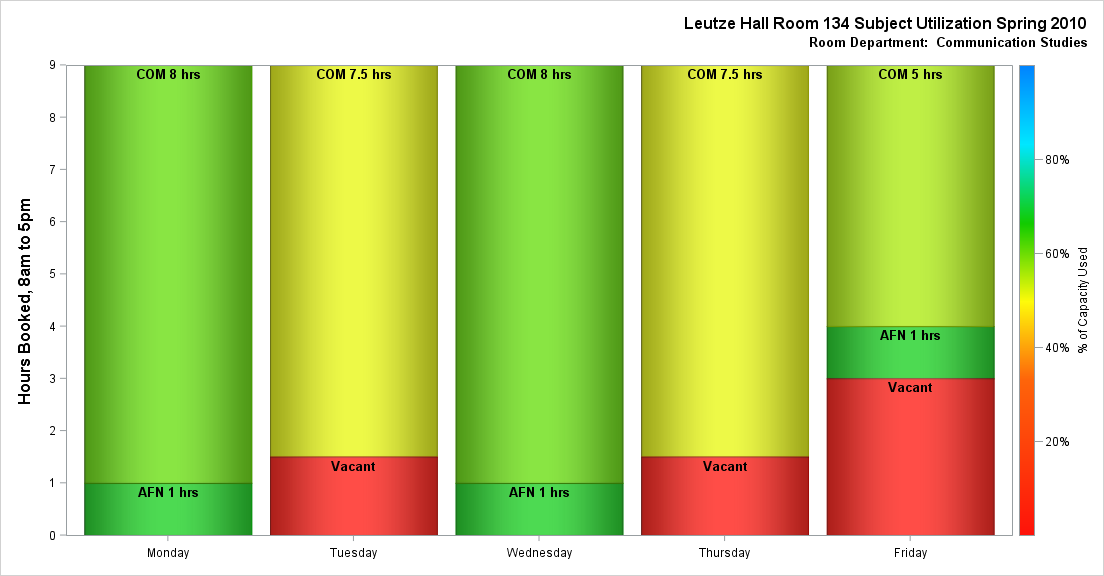 Leutze Hall Room 134 Subject Utilization Spring 2010
Room Department:  Communication Studies
Hours Booked, 8am to 5pm
9
8
7
6
5
4
3
2
1
0
COM 8 hrs
AFN 1 hrs
COM 7.5 hrs
Vacant
COM 8 hrs
AFN 1 hrs
COM 7.5 hrs
Vacant
COM 5 hrs
AFN 1 hrs
Vacant
Monday
Tuesday
Wednesday
Thursday
Friday
80%
60%
40%
20%
% of Capacity Used